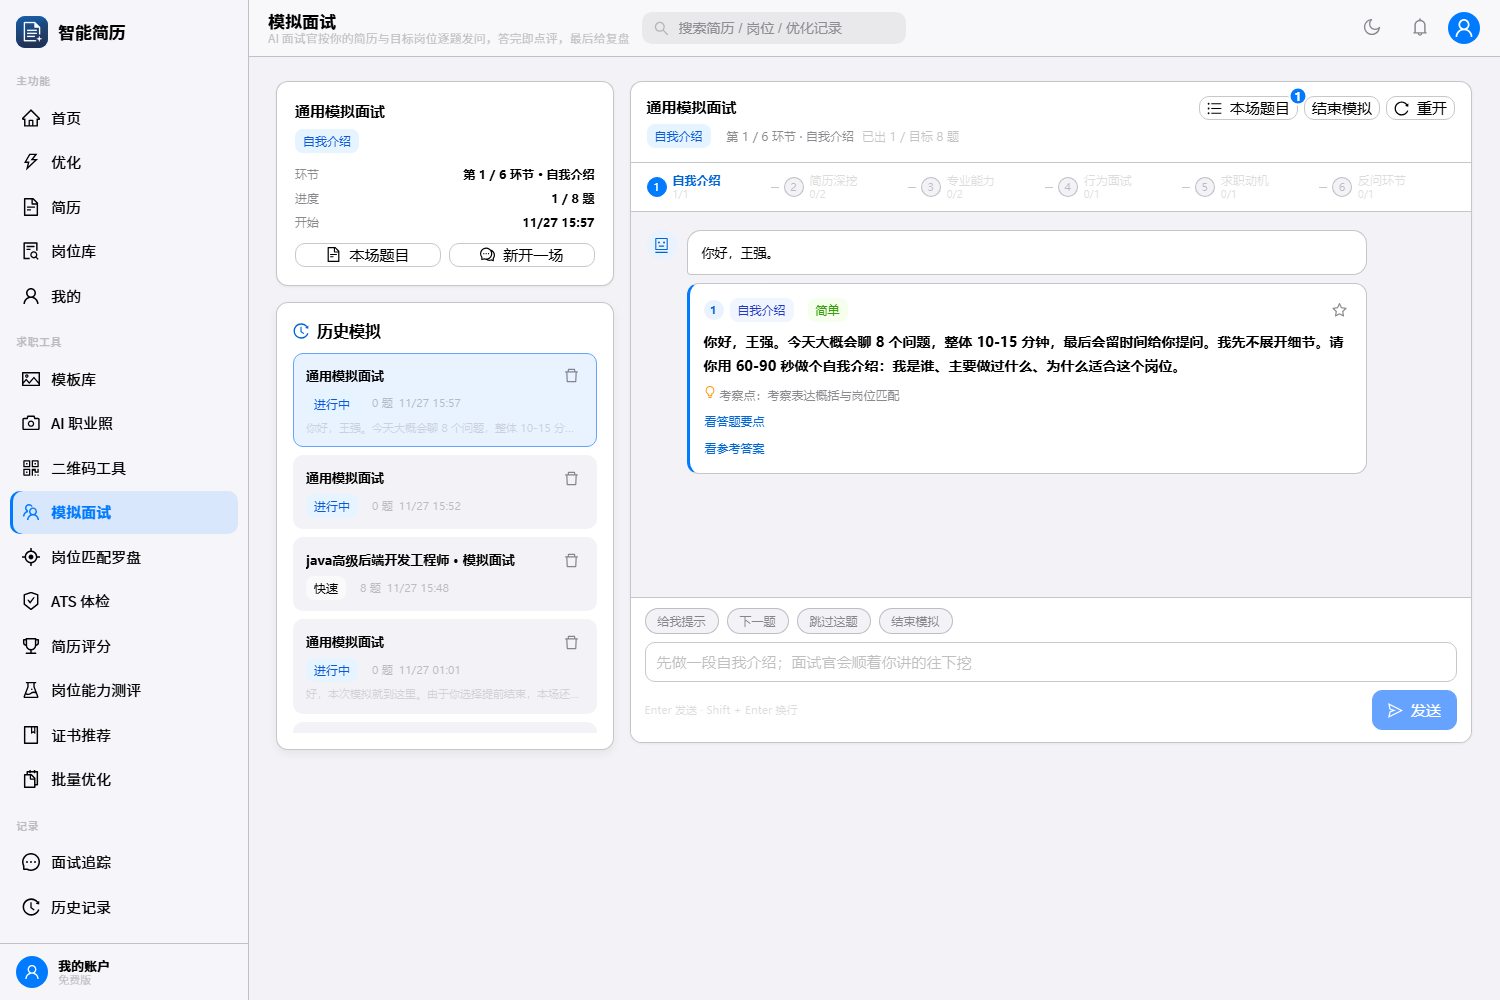 智能简历
主功能
首页
优化
简历
岗位库
我的
求职工具
模板库
AI 职业照
二维码工具
模拟面试
岗位匹配罗盘
ATS 体检
简历评分
岗位能力测评
证书推荐
批量优化
记录
面试追踪
历史记录
我的账户
免费版
模拟面试
AI 面试官按你的简历与目标岗位逐题发问，答完即点评，最后给复盘
搜索简历 / 岗位 / 优化记录
通用模拟面试
自我介绍
环节 第 1 / 6 环节 • 自我介绍
进度 1 / 8 题
开始 11/27 15:57
本场题目 新开一场
历史模拟
通用模拟面试
进行中 0 题 11/27 15:57
你好，王强。今天大概会聊 8 个问题，整体 10-15 分...
通用模拟面试
进行中 0 题 11/27 15:52
java高级后端开发工程师 • 模拟面试
快速 8 题 11/27 15:48
通用模拟面试
进行中 0 题 11/27 01:01
好，本次模拟就到这里。由于你选择提前结束，本场还...
通用模拟面试
本场题目 1 结束模拟 重开
自我介绍 第 1 / 6 环节 · 自我介绍 已出 1 / 目标 8 题
1 自我介绍 1/1
2 简历深挖 0/2
3 专业能力 0/2
4 行为面试 0/1
5 求职动机 0/1
6 反问环节 0/1
你好，王强。
1 自我介绍 简单
你好，王强。今天大概会聊 8 个问题，整体 10-15 分钟，最后会留时间给你提问。我先不展开细节。请
你用 60-90 秒做个自我介绍：我是谁、主要做过什么、为什么适合这个岗位。
考察点：考察表达概括与岗位匹配
看答题要点
看参考答案
给我提示 下一题 跳过这题 结束模拟
先做一段自我介绍；面试官会顺着你讲的往下挖
Enter 发送 · Shift + Enter 换行
发送